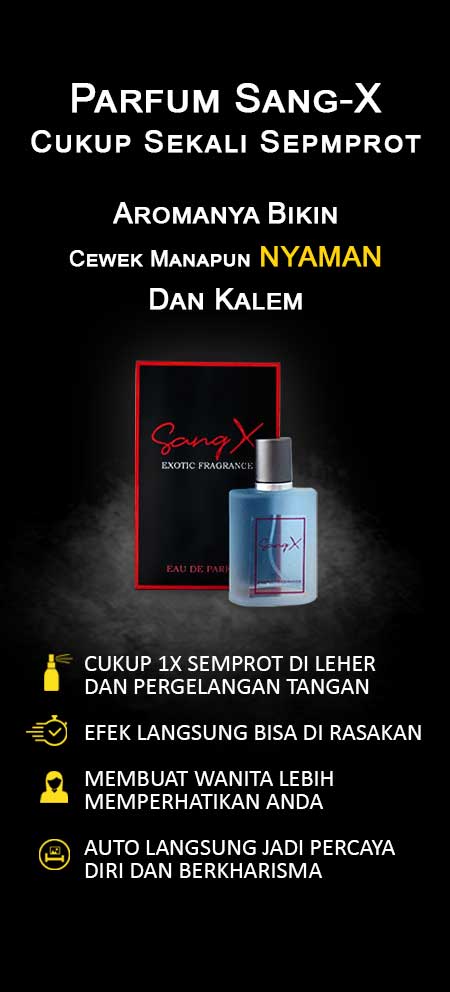 Parfum Sang-X
Cukup Sekali Sepmprot
Aromanya Bikin
Cewek Manapun NYAMAN
Dan Kalem
Sang X
EXOTIC FRAGRANCE
EAU DE PAR
Sang X
CUKUP 1X SEMPROT DI LEHER
DAN PERGELANGAN TANGAN
EFEK LANGSUNG BISA DI RASAKAN
MEMBUAT WANITA LEBIH
MEMPERHATIKAN ANDA
AUTO LANGSUNG JADI PERCAYA
DIRI DAN BERKHARISMA